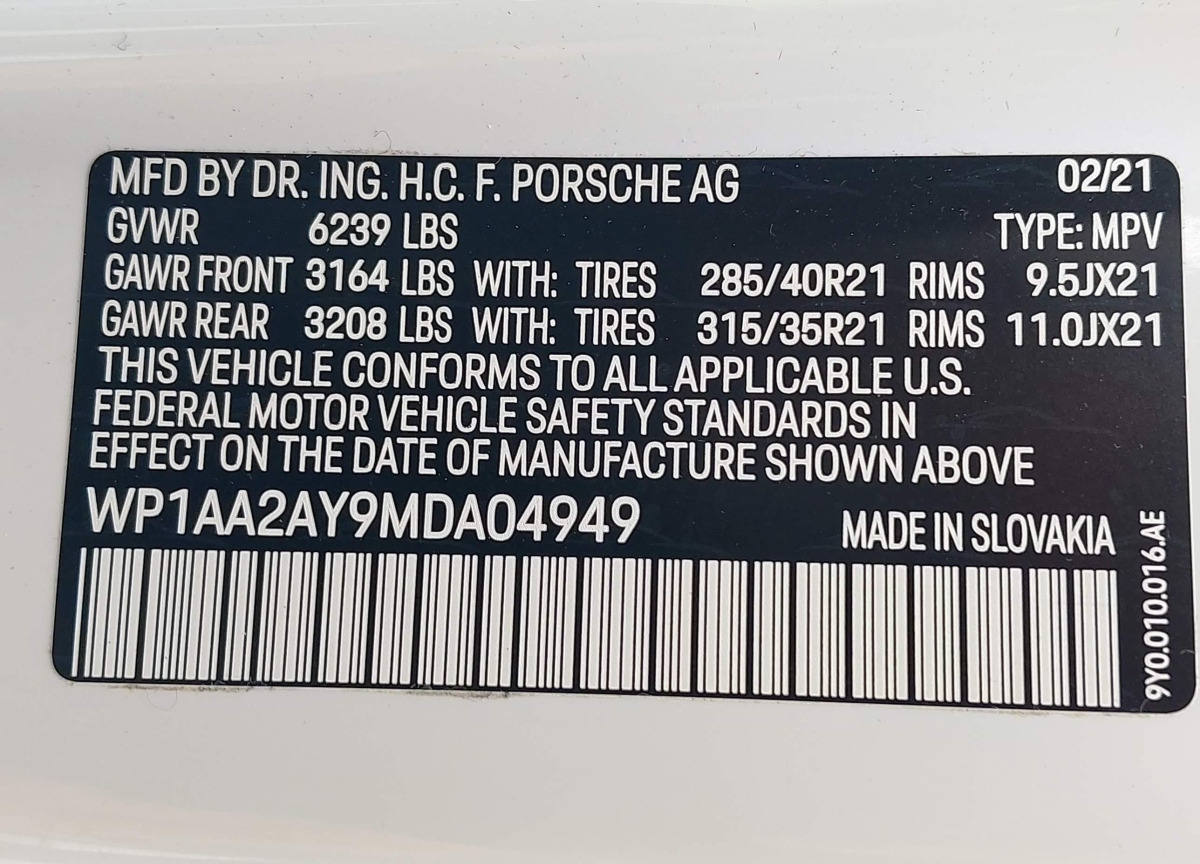 MFD BY DR. ING. H.C. F. PORSCHE AG 02/21
GVWR 6239 LBS TYPE: MPV
GAWR FRONT 3164 LBS WITH: TIRES 285/40R21 RIMS 9.5JX21
GAWR REAR 3208 LBS WITH: TIRES 315/35R21 RIMS 11.0JX21
THIS VEHICLE CONFORMS TO ALL APPLICABLE U.S.
FEDERAL MOTOR VEHICLE SAFETY STANDARDS IN
EFFECT ON THE DATE OF MANUFACTURE SHOWN ABOVE
WP1AA2AY9MDA04949 MADE IN SLOVAKIA
9Y0.010.016.AE